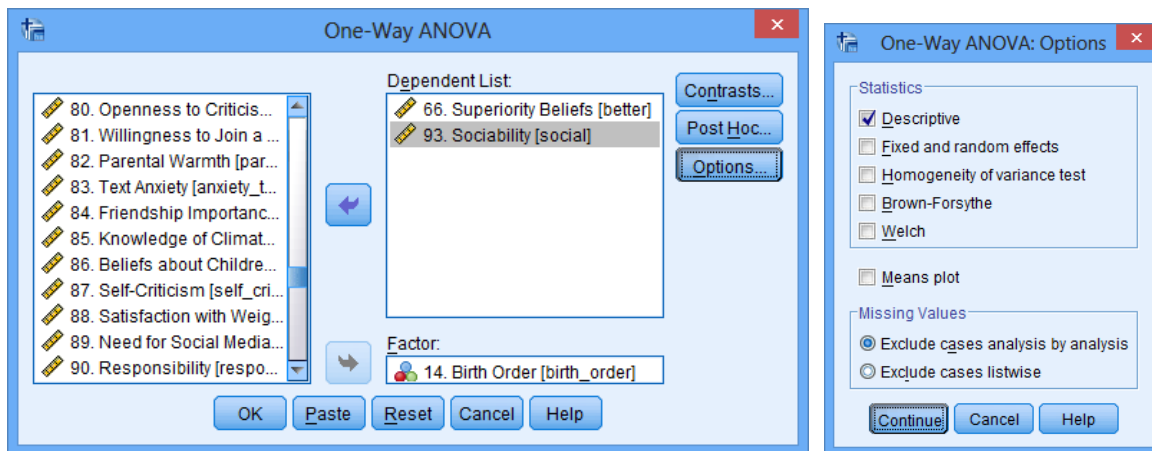 One-Way ANOVA
80. Openness to Criticis...
81. Willingness to Join a ...
82. Parental Warmth [par...
83. Text Anxiety [anxiety_t...
84. Friendship Importanc...
85. Knowledge of Climat...
86. Beliefs about Childre...
87. Self-Criticism [self_cri...
88. Satisfaction with Weig...
89. Need for Social Media...
90. Responsibility [respo...
Dependent List:
66. Superiority Beliefs [better]
93. Sociability [social]
Factor:
14. Birth Order [birth_order]
Contrasts...
Post Hoc...
Options...
OK
Paste
Reset
Cancel
Help
One-Way ANOVA: Options
Statistics
Descriptive
Fixed and random effects
Homogeneity of variance test
Brown-Forsythe
Welch
Means plot
Missing Values
Exclude cases analysis by analysis
Exclude cases listwise
Continue
Cancel
Help